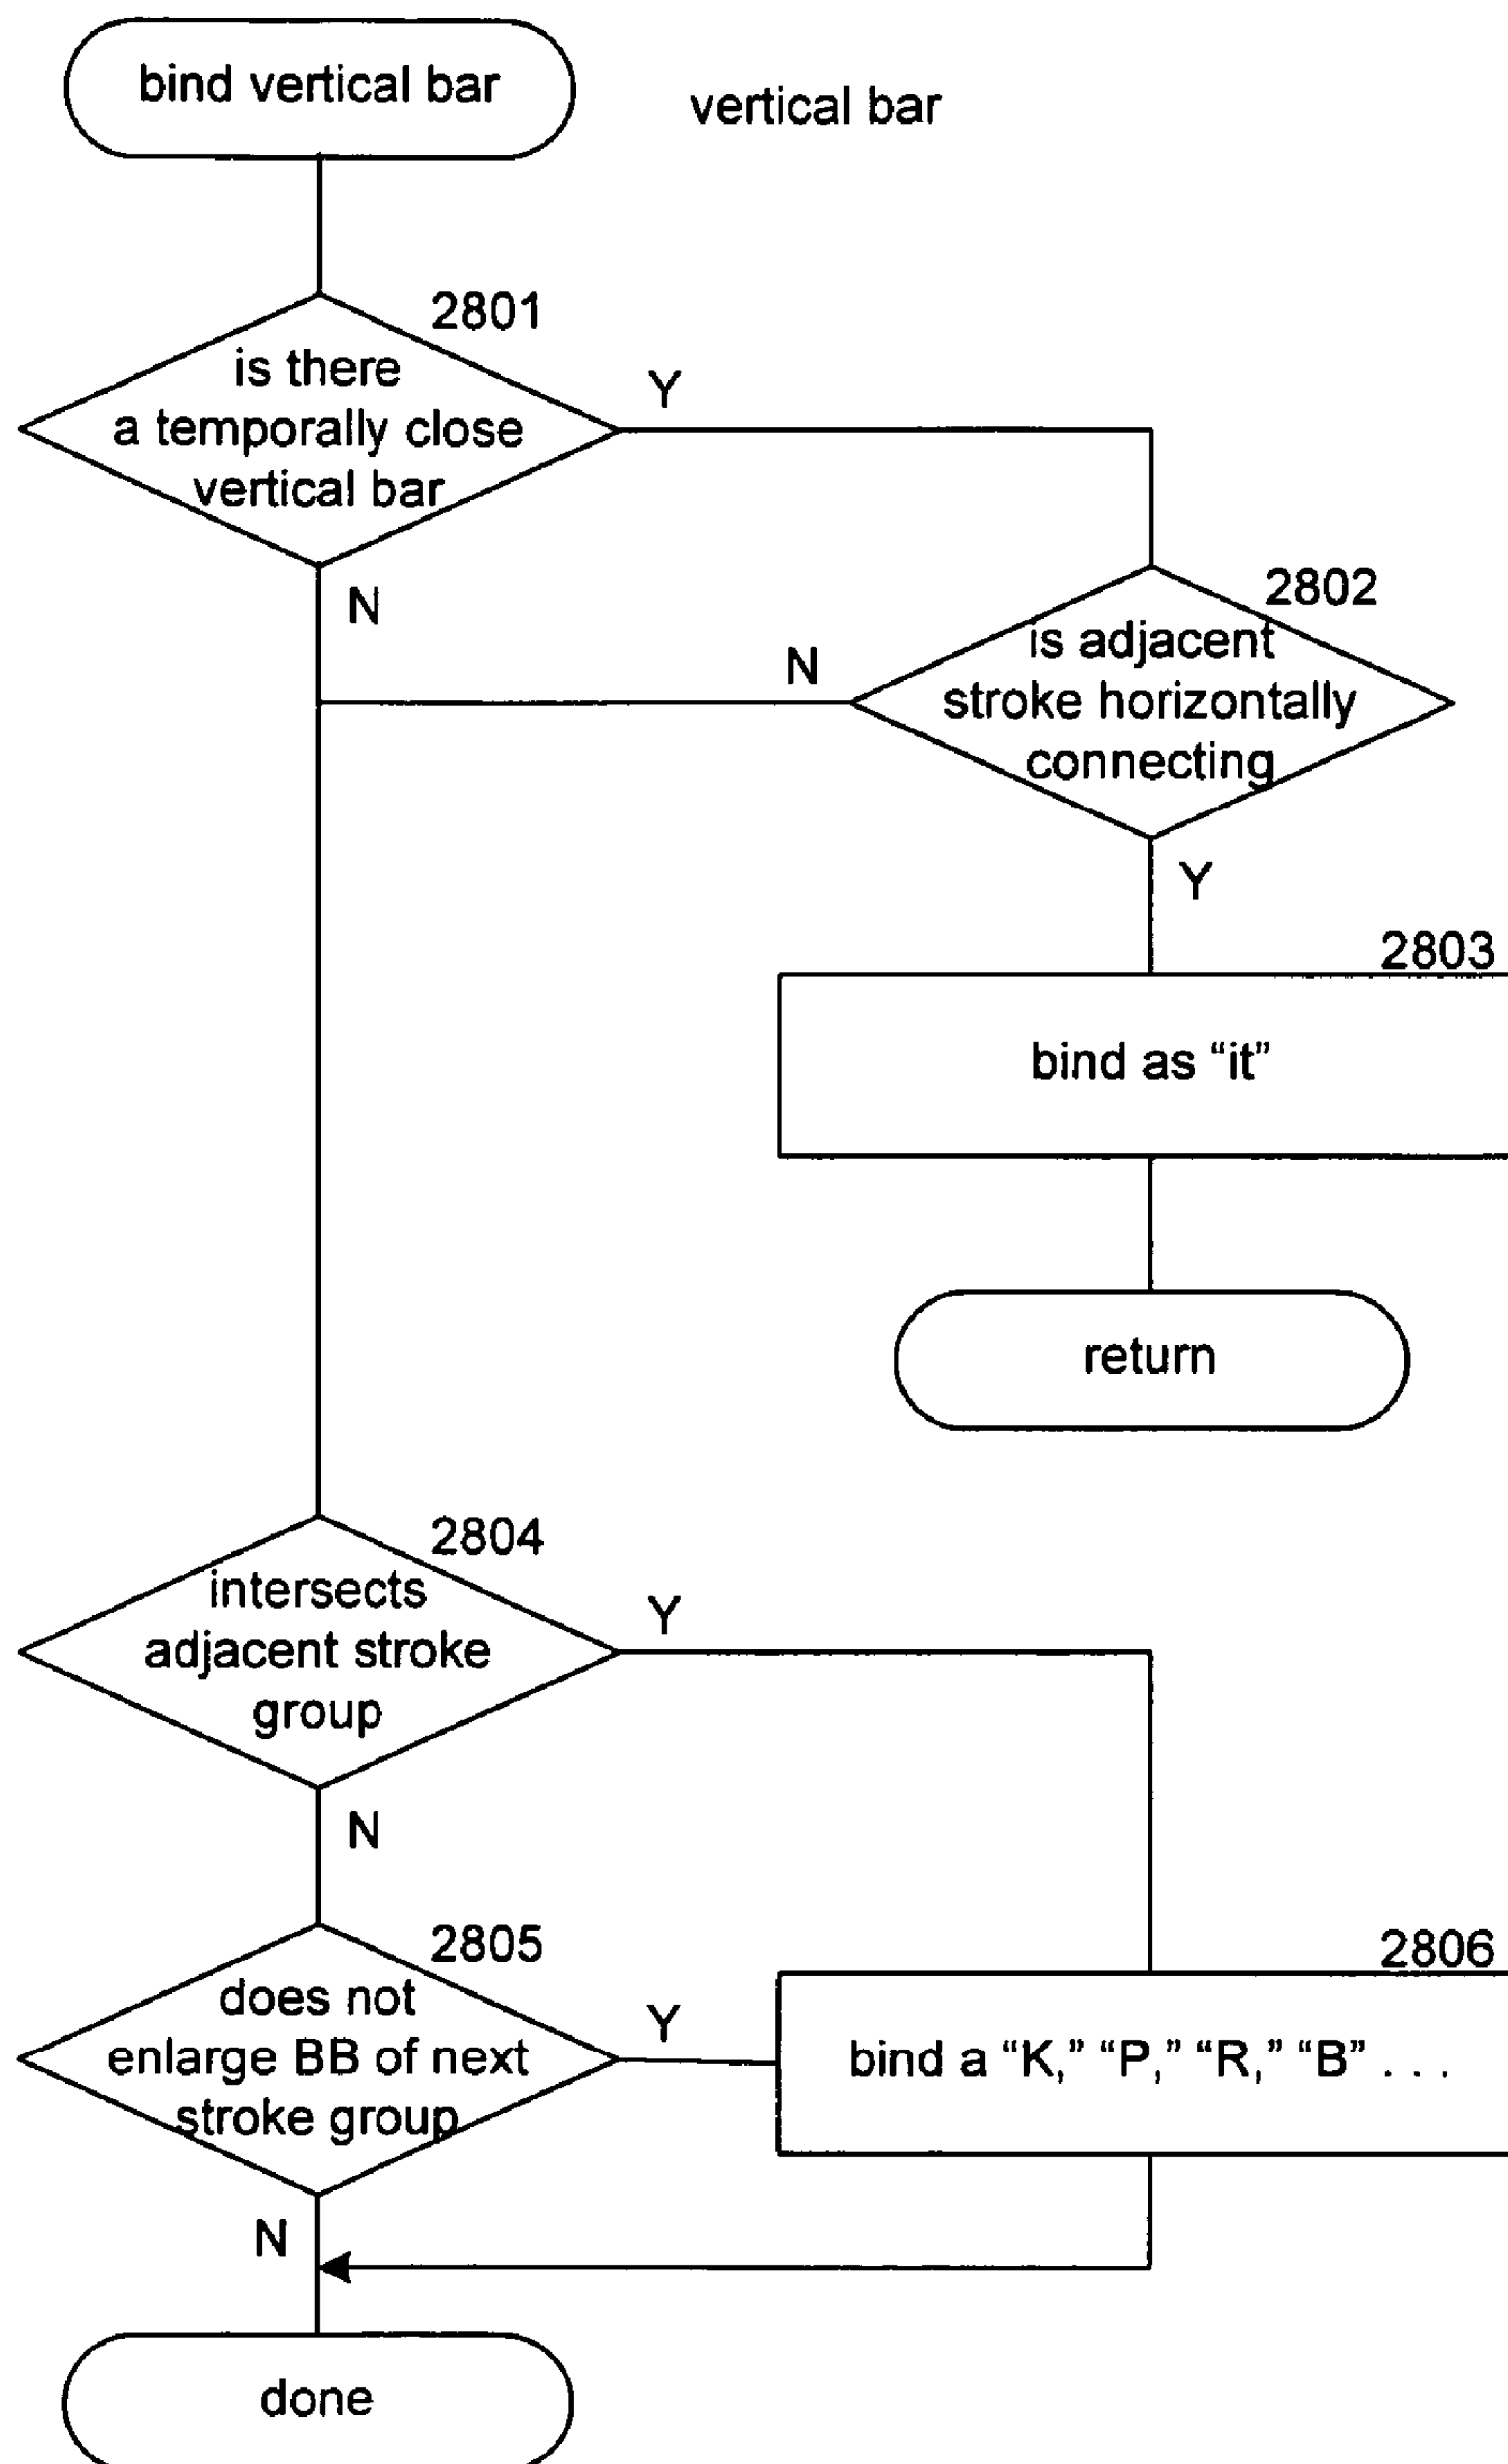 bind vertical bar
vertical bar
2801
is there
a temporally close
vertical bar
Y
N
2802
is adjacent
stroke horizontally
connecting
N
Y
2803
bind as “it”
return
2804
intersects
adjacent stroke
group
Y
N
2805
does not
enlarge BB of next
stroke group
Y
N
2806
bind a “K,” “P,” “R,” “B” . . .
done